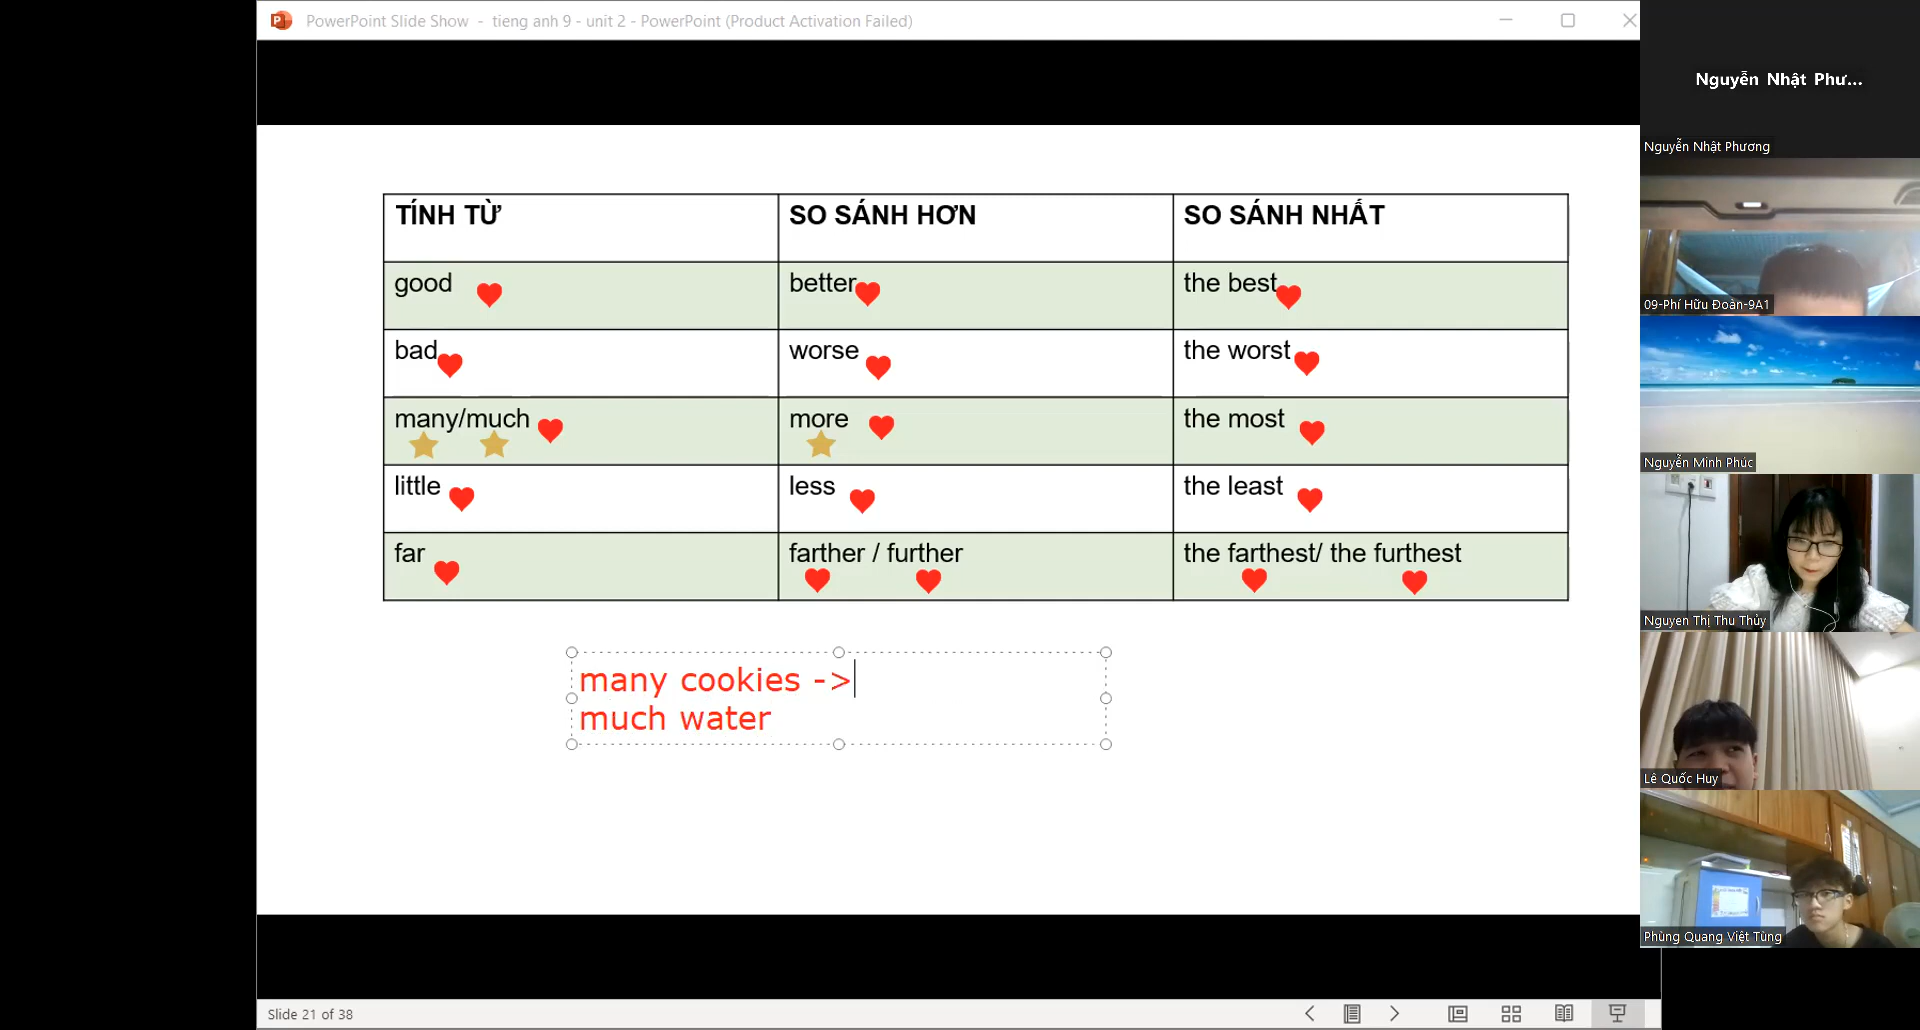 PowerPoint Slide Show - tieng anh 9 - unit 2 - PowerPoint (Product Activation Failed)
TÍNH TỪ SO SÁNH HƠN SO SÁNH NHẤT
good better the best
bad worse the worst
many/much more the most
little less the least
far farther / further the farthest/ the furthest
many cookies ->
much water
Slide 21 of 38
Nguyễn Nhật Phư...
Nguyễn Nhật Phương
09-Phí Hữu Đoàn-9A1
Nguyễn Minh Phúc
Nguyen Thị Thu Thủy
Lê Quốc Huy
Phùng Quang Việt Tùng